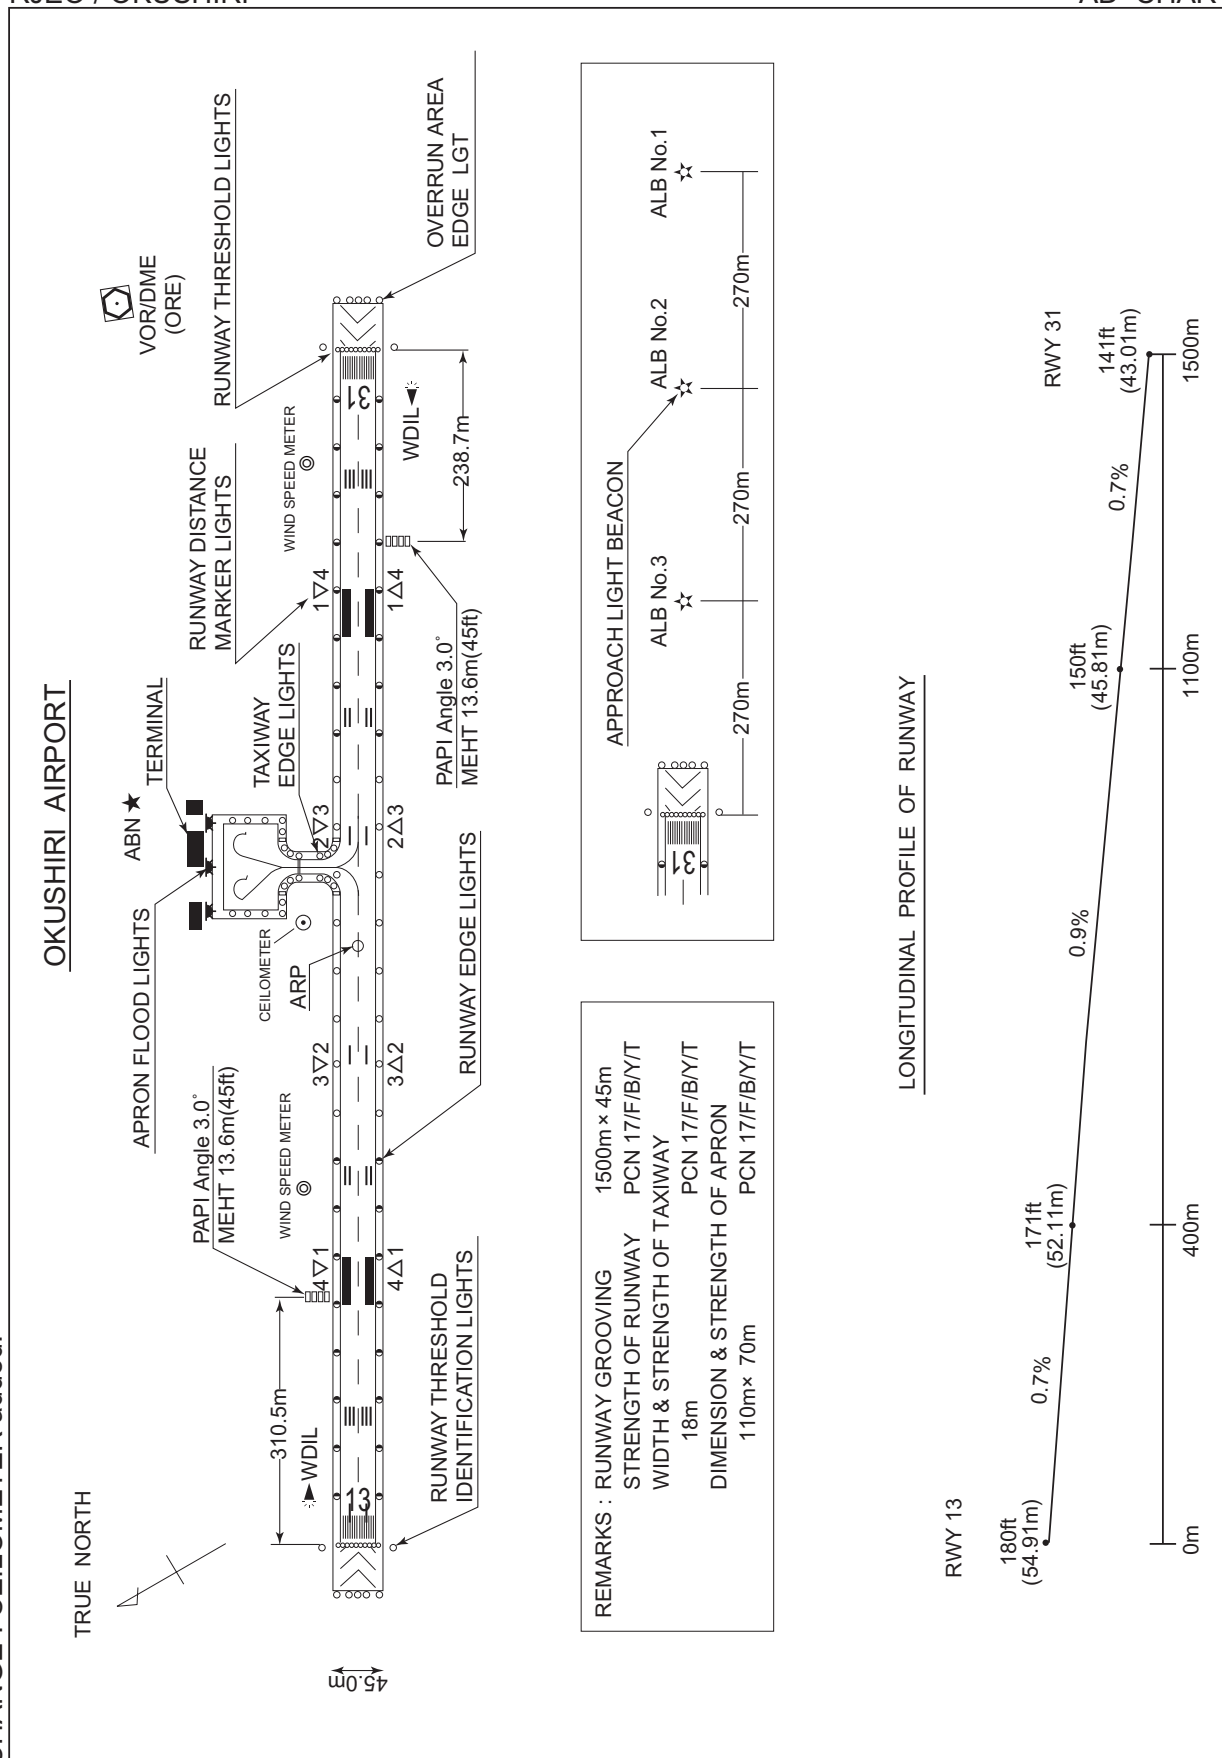 RJEO / OKUSHIRI
OKUSHIRI AIRPORT
TRUE NORTH
45.0m
VOR/DME
(ORE)
RUNWAY THRESHOLD LIGHTS
OVERRUN AREA
EDGE LGT
RUNWAY DISTANCE
MARKER LIGHTS
WIND SPEED METER
WDIL
31
238.7m
1 4
1 4
PAPI Angle 3.0°
MEHT 13.6m(45ft)
TERMINAL
ABN
TAXIWAY
EDGE LIGHTS
2 3
2 3
APRON FLOOD LIGHTS
CEILOMETER
ARP
RUNWAY EDGE LIGHTS
3 2
3 2
PAPI Angle 3.0°
MEHT 13.6m(45ft)
WIND SPEED METER
4 1
4 1
310.5m
WDIL
13
RUNWAY THRESHOLD
IDENTIFICATION LIGHTS
REMARKS : RUNWAY GROOVING 1500m× 45m
STRENGTH OF RUNWAY PCN 17/F/B/Y/T
WIDTH & STRENGTH OF TAXIWAY
18m PCN 17/F/B/Y/T
DIMENSION & STRENGTH OF APRON
110m× 70m PCN 17/F/B/Y/T
APPROACH LIGHT BEACON
ALB No.3
ALB No.2
ALB No.1
31
270m
270m
270m
LONGITUDINAL PROFILE OF RUNWAY
RWY 13
RWY 31
180ft
(54.91m)
0.7%
171ft
(52.11m)
0.9%
150ft
(45.81m)
0.7%
141ft
(43.01m)
0m
400m
1100m
1500m